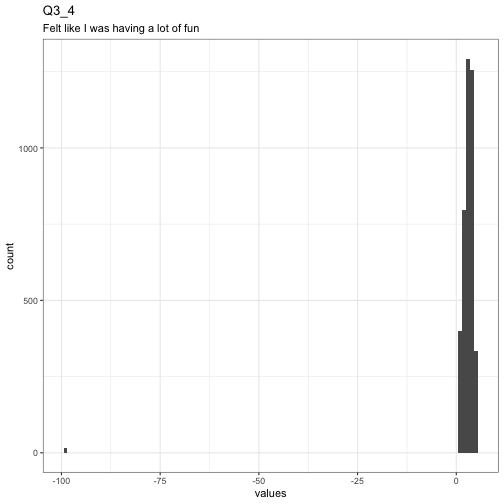 Q3_4
Felt like I was having a lot of fun
count
1000
500
0
-100 -75 -50 -25 0
values